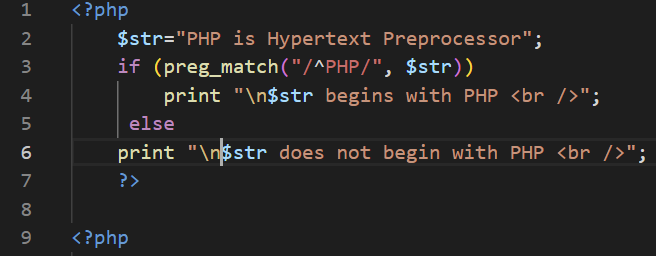 1 <?php
2 $str="PHP is Hypertext Preprocessor";
3 if (preg_match("/^PHP/", $str))
4 print "\n$str begins with PHP <br />";
5 else
6 print "\n$str does not begin with PHP <br />";
7 ?>
8
9 <?php